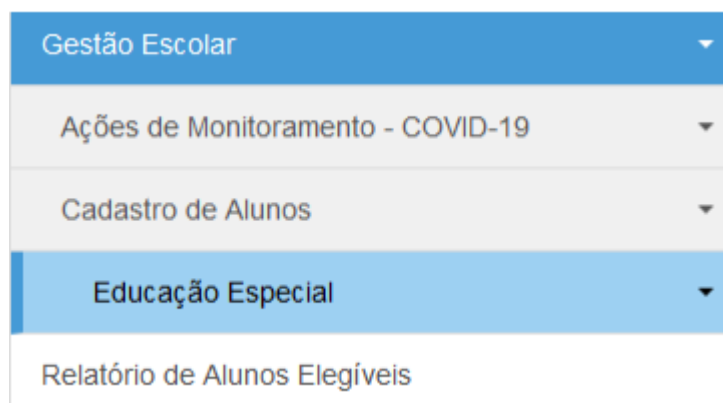 Gestão Escolar
Ações de Monitoramento - COVID-19
Cadastro de Alunos
Educação Especial
Relatório de Alunos Elegíveis